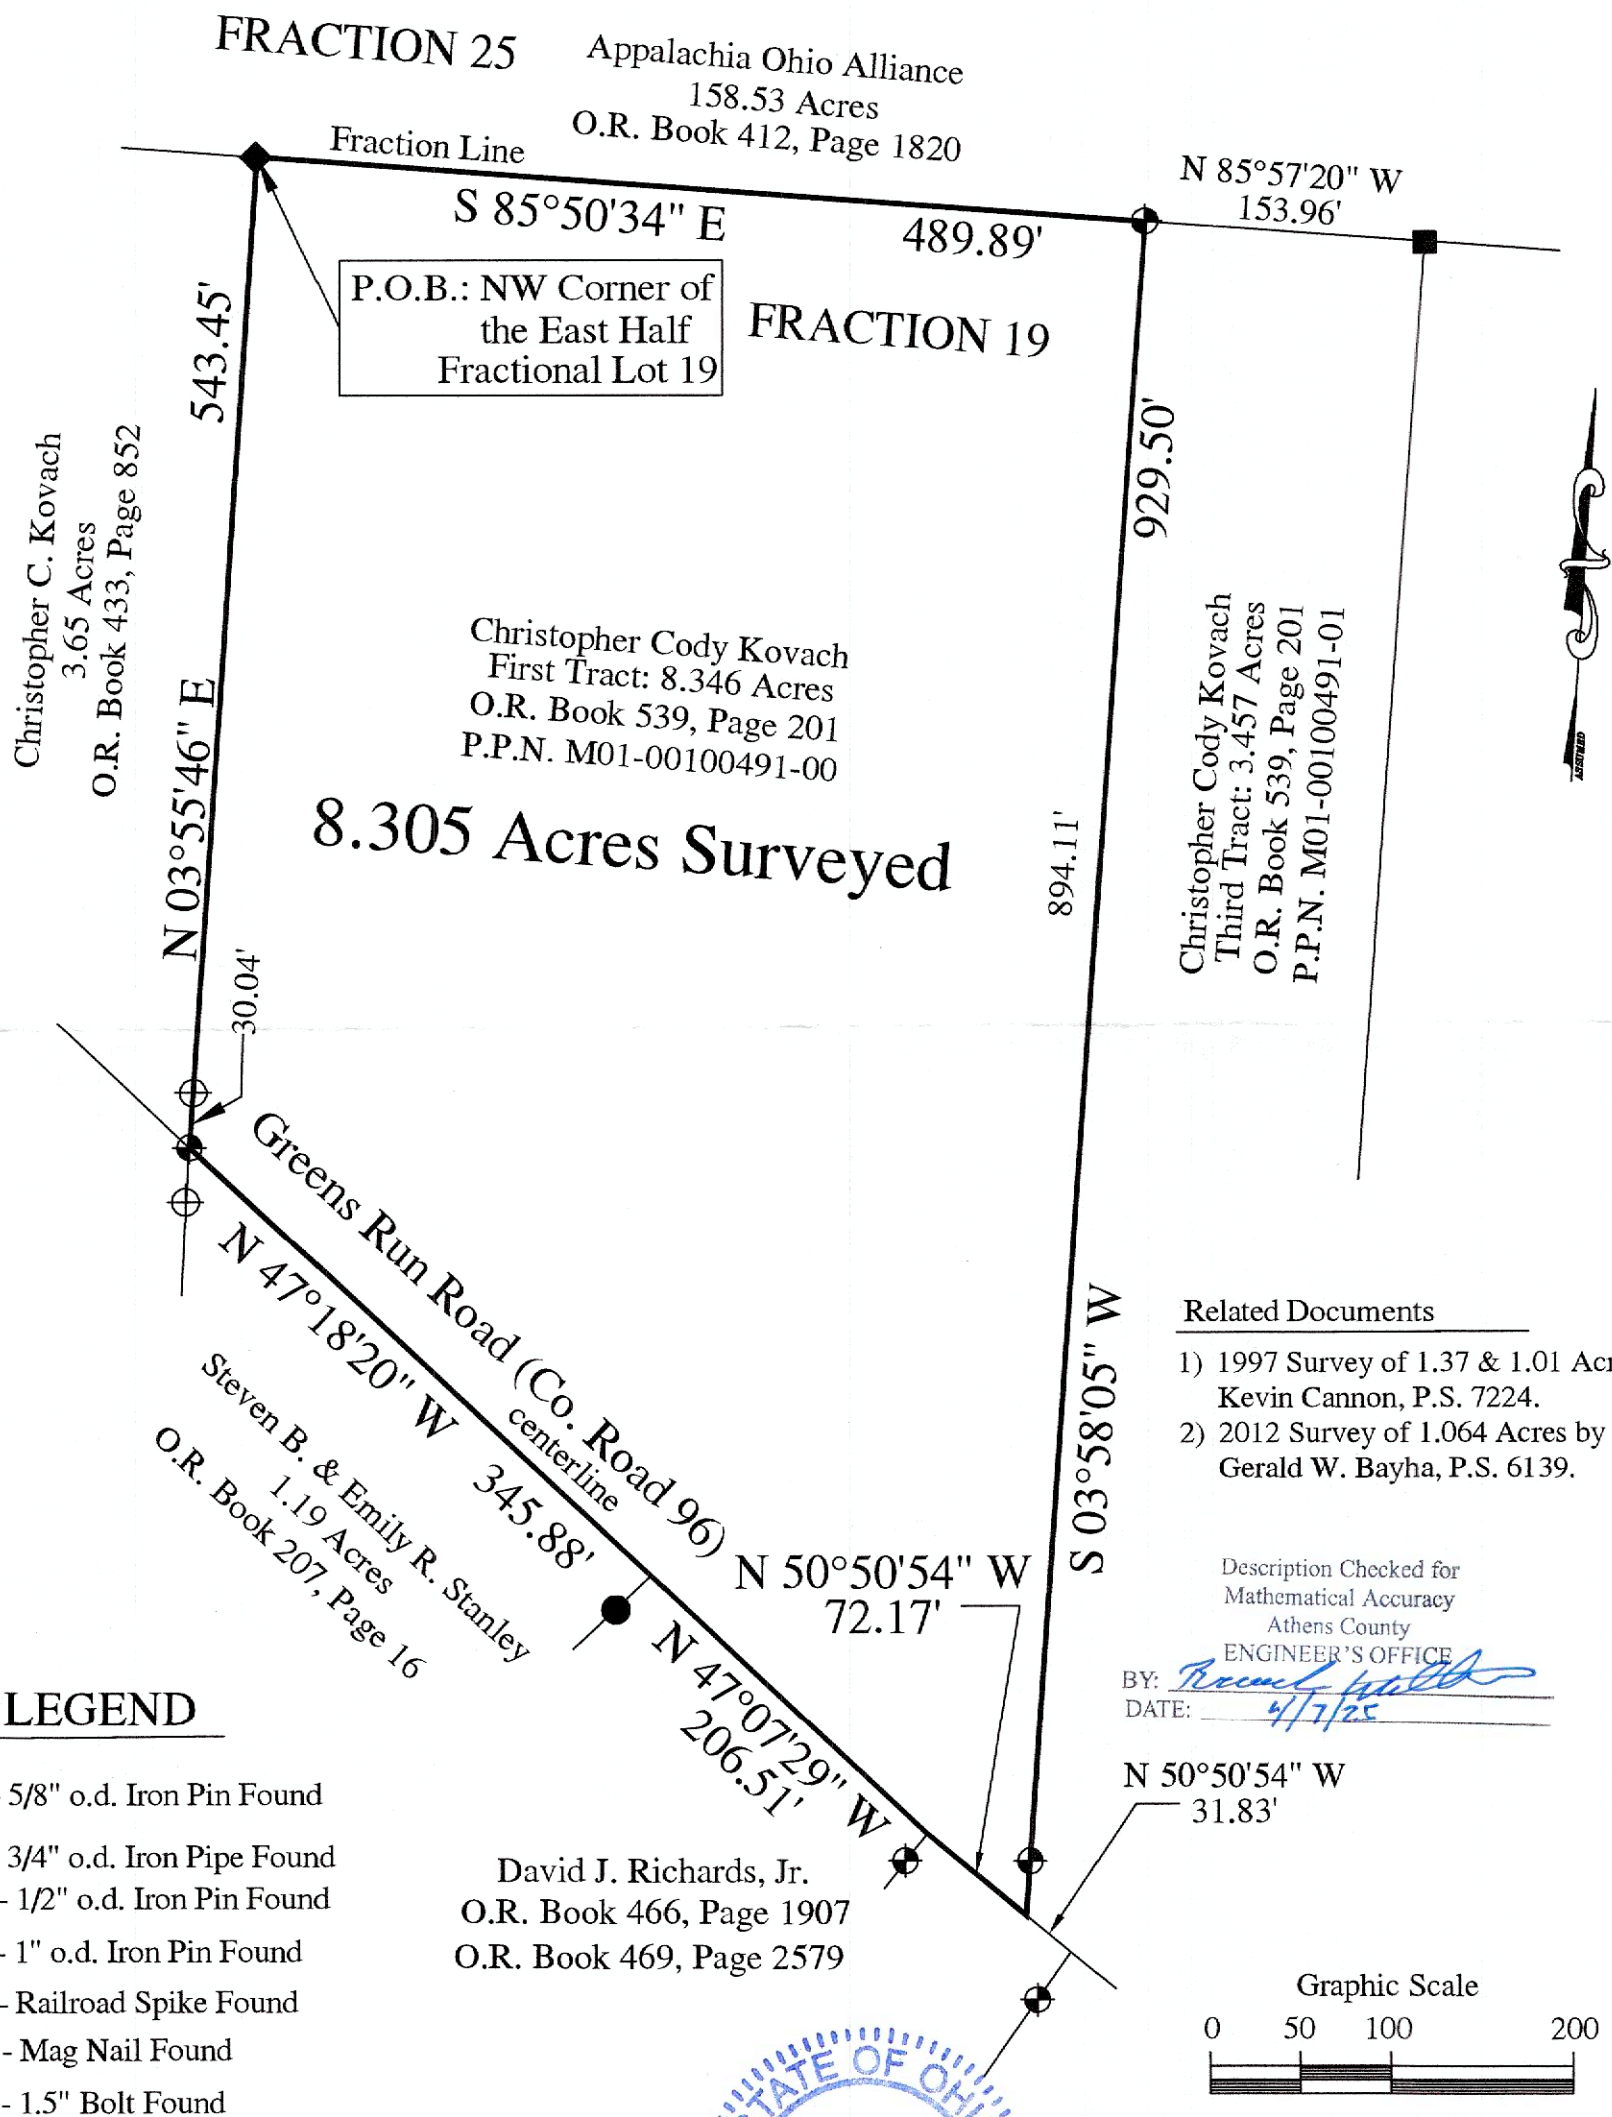 FRACTION 25
Appalachia Ohio Alliance
158.53 Acres
O.R. Book 412, Page 1820
Fraction Line
N 85°57'20" W
153.96'
S 85°50'34" E
489.89'
P.O.B.: NW Corner of
the East Half
Fractional Lot 19
FRACTION 19
543.45'
N 03°55'46" E
30.04'
929.50'
894.11'
S 03°58'05" W
Christopher C. Kovach
3.65 Acres
O.R. Book 433, Page 852
Christopher Cody Kovach
First Tract: 8.346 Acres
O.R. Book 539, Page 201
P.P.N. M01-00100491-00
8.305 Acres Surveyed
Christopher Cody Kovach
Third Tract: 3.457 Acres
O.R. Book 539, Page 201
P.P.N. M01-00100491-01
ASSUMED
Greens Run Road (Co. Road 96)
centerline
N 47°18'20" W
345.88'
Steven B. & Emily R. Stanley
1.19 Acres
O.R. Book 207, Page 16
N 50°50'54" W
72.17'
N 47°07'29" W
206.51'
Related Documents
1) 1997 Survey of 1.37 & 1.01 Acr
Kevin Cannon, P.S. 7224.
2) 2012 Survey of 1.064 Acres by
Gerald W. Bayha, P.S. 6139.
Description Checked for
Mathematical Accuracy
Athens County
ENGINEER'S OFFICE
BY:
DATE: 4/7/25
N 50°50'54" W
31.83'
LEGEND
5/8" o.d. Iron Pin Found
3/4" o.d. Iron Pipe Found
- 1/2" o.d. Iron Pin Found
- 1" o.d. Iron Pin Found
- Railroad Spike Found
- Mag Nail Found
- 1.5" Bolt Found
David J. Richards, Jr.
O.R. Book 466, Page 1907
O.R. Book 469, Page 2579
Graphic Scale
0 50 100 200
TATE OF OH